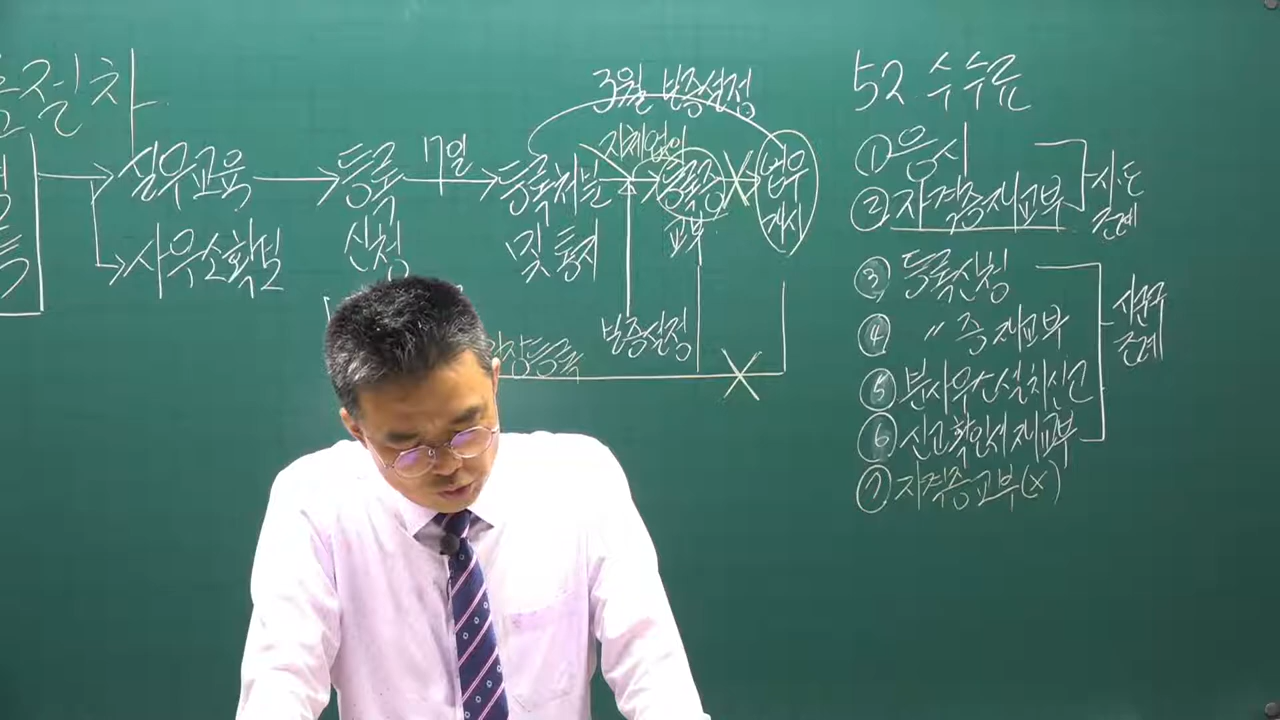 절차
실무교육
사무소확보
등록
신청
7일
등록처분
및 통지
3월 보증설정
등록증
교부
업무
개시
보증설정
등록
52 수수료
① 응시
② 자격증재교부
시·도
조례
③ 등록신청
④ 〃 증 재교부
⑤ 분사무소설치신고
⑥ 신고확인서 재교부
시군구
조례
⑦ 자격증교부(×)